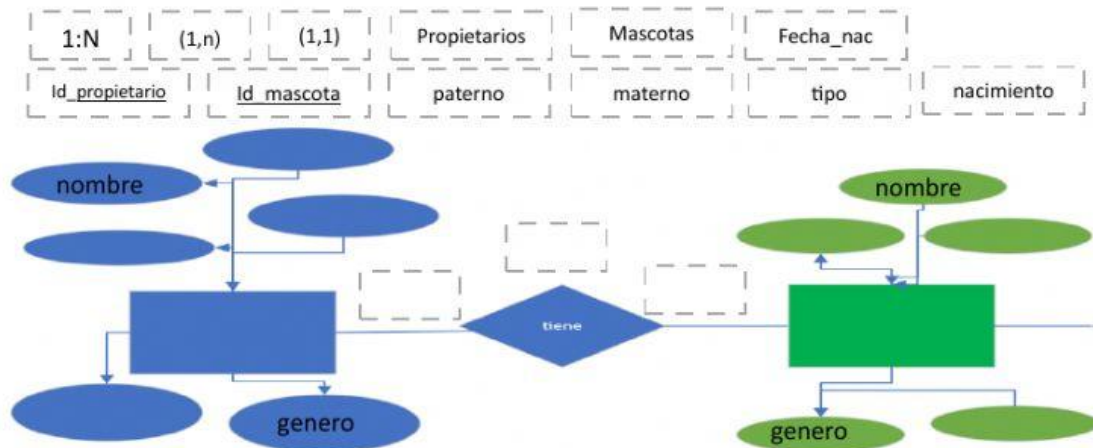 1:N (1,n) (1,1) Propietarios Mascotas Fecha_nac
Id_propietario Id_mascota paterno materno tipo nacimiento
nombre
nombre
tiene
genero
genero